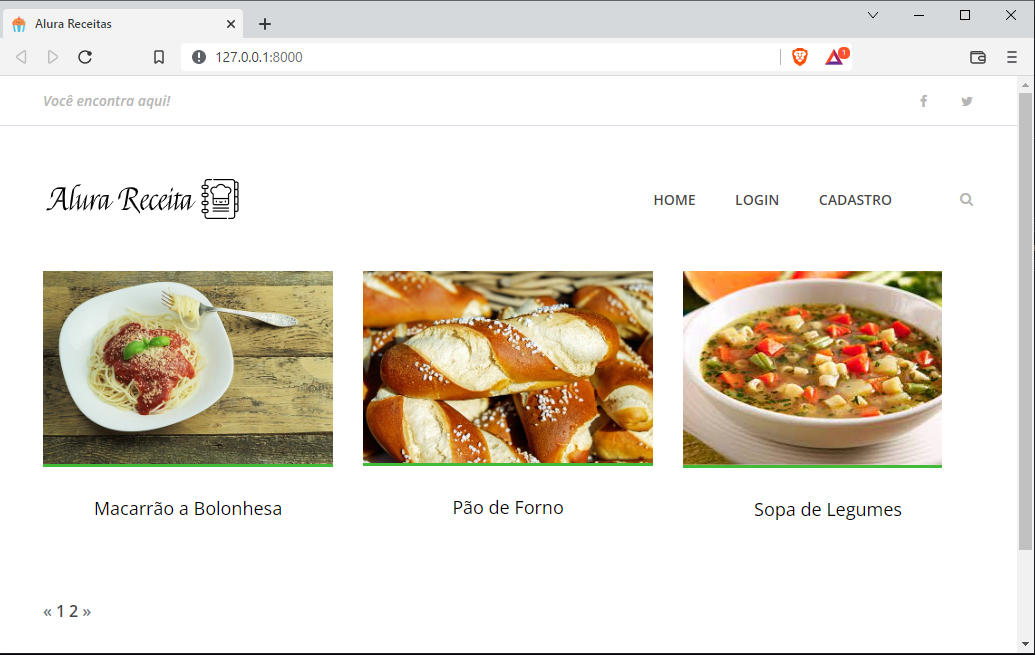 Alura Receitas
127.0.0.1:8000
1
Você encontra aqui!
Alura Receita
HOME LOGIN CADASTRO
Macarrão a Bolonhesa
Pão de Forno
Sopa de Legumes
« 1 2 »